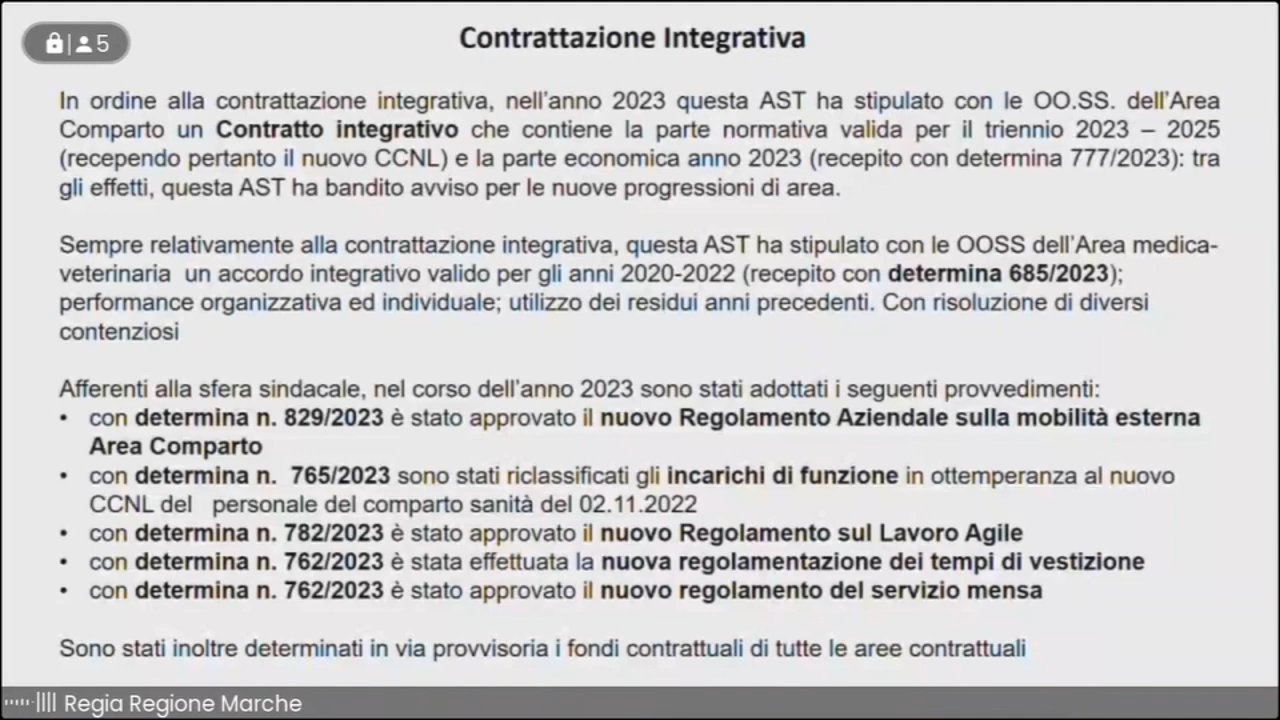 5
Contrattazione Integrativa
In ordine alla contrattazione integrativa, nell'anno 2023 questa AST ha stipulato con le OO.SS. dell'Area
Comparto un Contratto integrativo che contiene la parte normativa valida per il triennio 2023 – 2025
(recependo pertanto il nuovo CCNL) e la parte economica anno 2023 (recepito con determina 777/2023): tra
gli effetti, questa AST ha bandito avviso per le nuove progressioni di area.
Sempre relativamente alla contrattazione integrativa, questa AST ha stipulato con le OOSS dell'Area medica-
veterinaria un accordo integrativo valido per gli anni 2020-2022 (recepito con determina 685/2023);
performance organizzativa ed individuale; utilizzo dei residui anni precedenti. Con risoluzione di diversi
contenziosi
Afferenti alla sfera sindacale, nel corso dell'anno 2023 sono stati adottati i seguenti provvedimenti:
• con determina n. 829/2023 è stato approvato il nuovo Regolamento Aziendale sulla mobilità esterna
Area Comparto
• con determina n. 765/2023 sono stati riclassificati gli incarichi di funzione in ottemperanza al nuovo
CCNL del personale del comparto sanità del 02.11.2022
• con determina n. 782/2023 è stato approvato il nuovo Regolamento sul Lavoro Agile
• con determina n. 762/2023 è stata effettuata la nuova regolamentazione dei tempi di vestizione
• con determina n. 762/2023 è stato approvato il nuovo regolamento del servizio mensa
Sono stati inoltre determinati in via provvisoria i fondi contrattuali di tutte le aree contrattuali
Regia Regione Marche